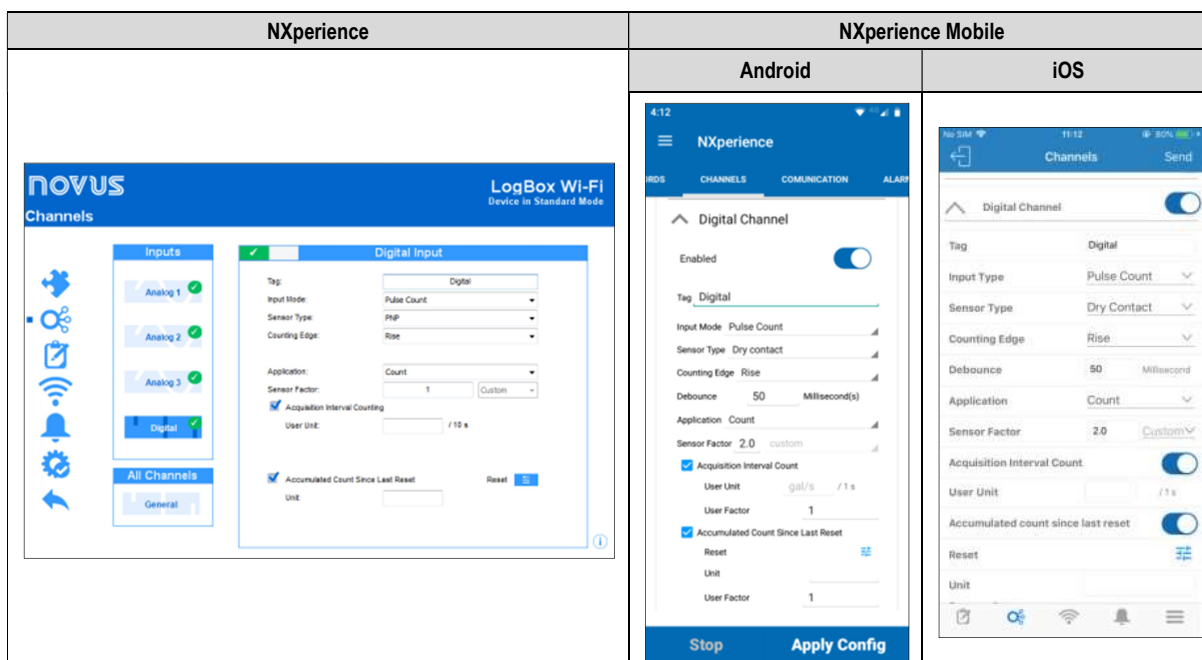 NXperience
NXperience Mobile
Android
iOS
novus
LogBox Wi-Fi
Device in Standard Mode
Channels
Inputs
Analog 1
Analog 2
Analog 3
Digital
All Channels
General
Digital Input
Tag: Digital
Input Mode: Pulse Count
Sensor Type: PNP
Counting Edge: Rise
Application: Count
Sensor Factor: 1 Custom
Acquisition Interval Counting
User Unit: / 10 s
Accumulated Count Since Last Reset Reset
Unit:
4:12 4G
NXperience
RDS CHANNELS COMUNICATION ALARM
Digital Channel
Enabled
Tag Digital
Input Mode Pulse Count
Sensor Type Dry contact
Counting Edge Rise
Debounce 50 Millisecond(s)
Application Count
Sensor Factor 2.0 custom
Acquisition Interval Count
User Unit gal/s / 1 s
User Factor 1
Accumulated Count Since Last Reset
Reset
Unit
User Factor 1
Stop Apply Config
No SIM 11:12 80%
Channels Send
Digital Channel
Tag Digital
Input Type Pulse Count
Sensor Type Dry Contact
Counting Edge Rise
Debounce 50 Millisecond
Application Count
Sensor Factor 2.0 Custom
Acquisition Interval Count
User Unit / 1 s
Accumulated count since last reset
Reset
Unit